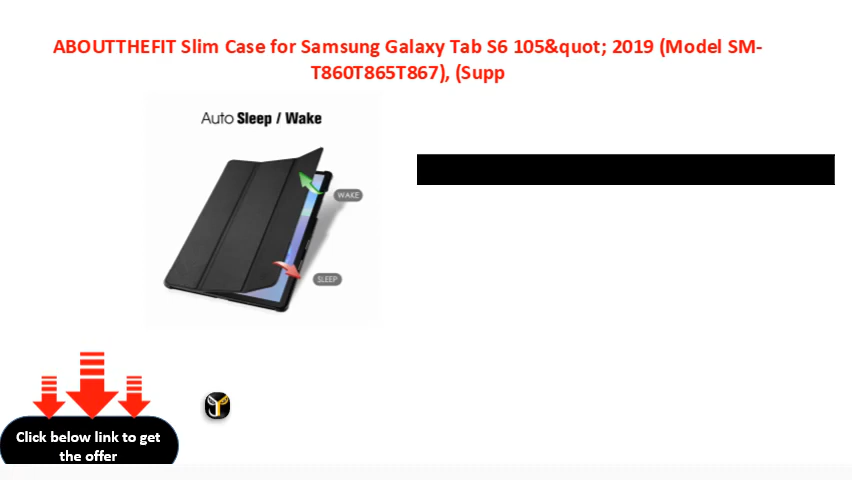 ABOUTTHEFIT Slim Case for Samsung Galaxy Tab S6 105&quot; 2019 (Model SM-
T860T865T867), (Supp
Auto Sleep / Wake
WAKE
SLEEP
Click below link to get
the offer